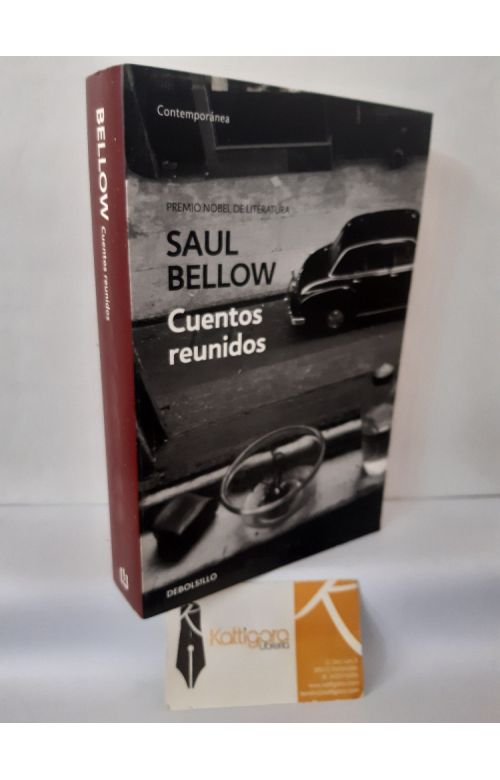 BELLOW Cuentos reunidos
Contemporánea
PREMIO NOBEL DE LITERATURA
SAUL
BELLOW
Cuentos
reunidos
DEBOLSILLO
Kattigara
Librería